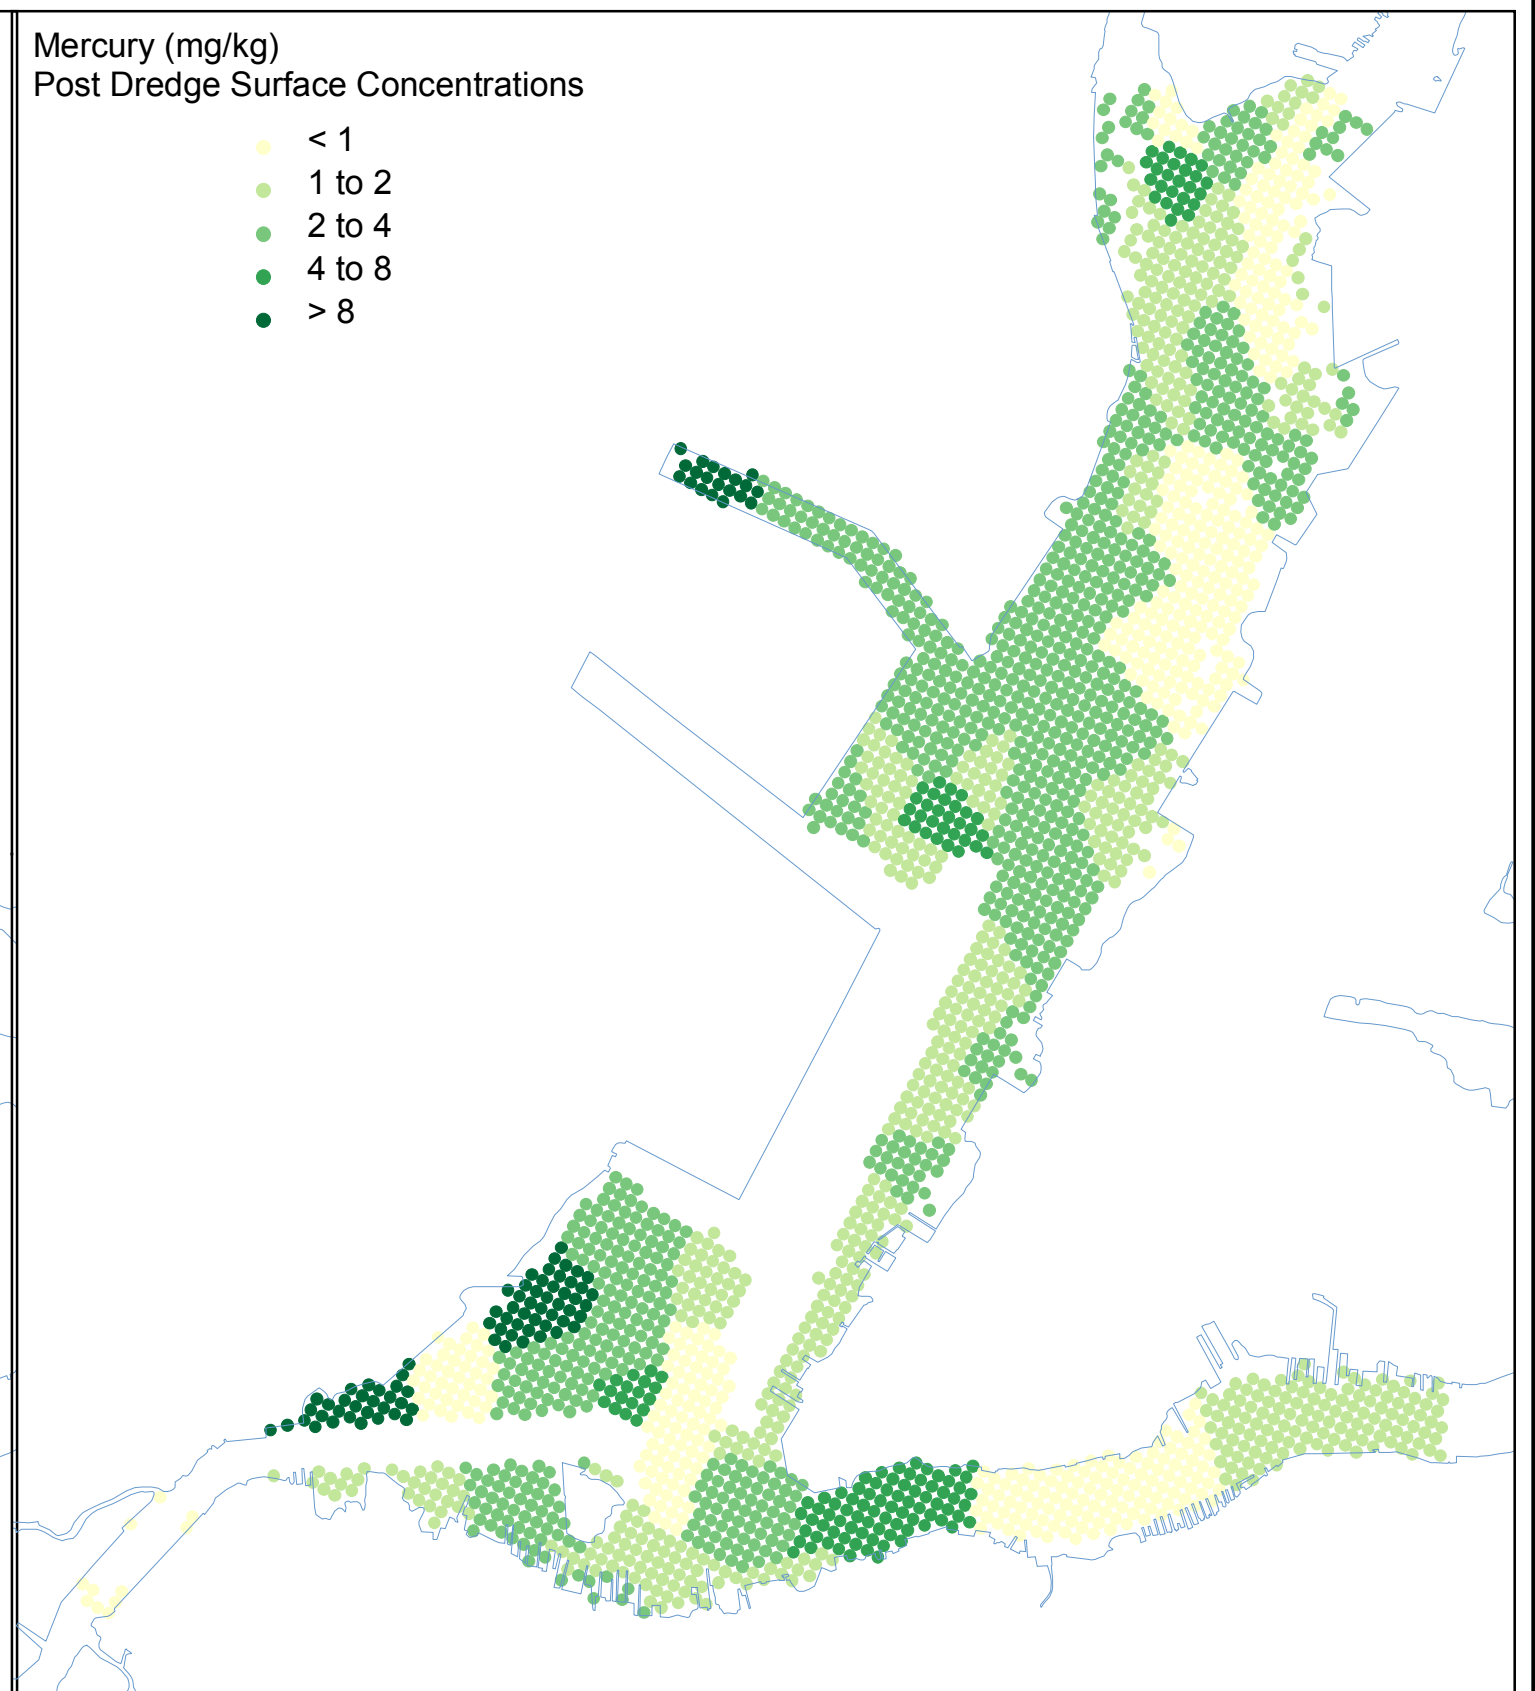 Mercury (mg/kg)
Post Dredge Surface Concentrations
< 1
1 to 2
2 to 4
4 to 8
> 8